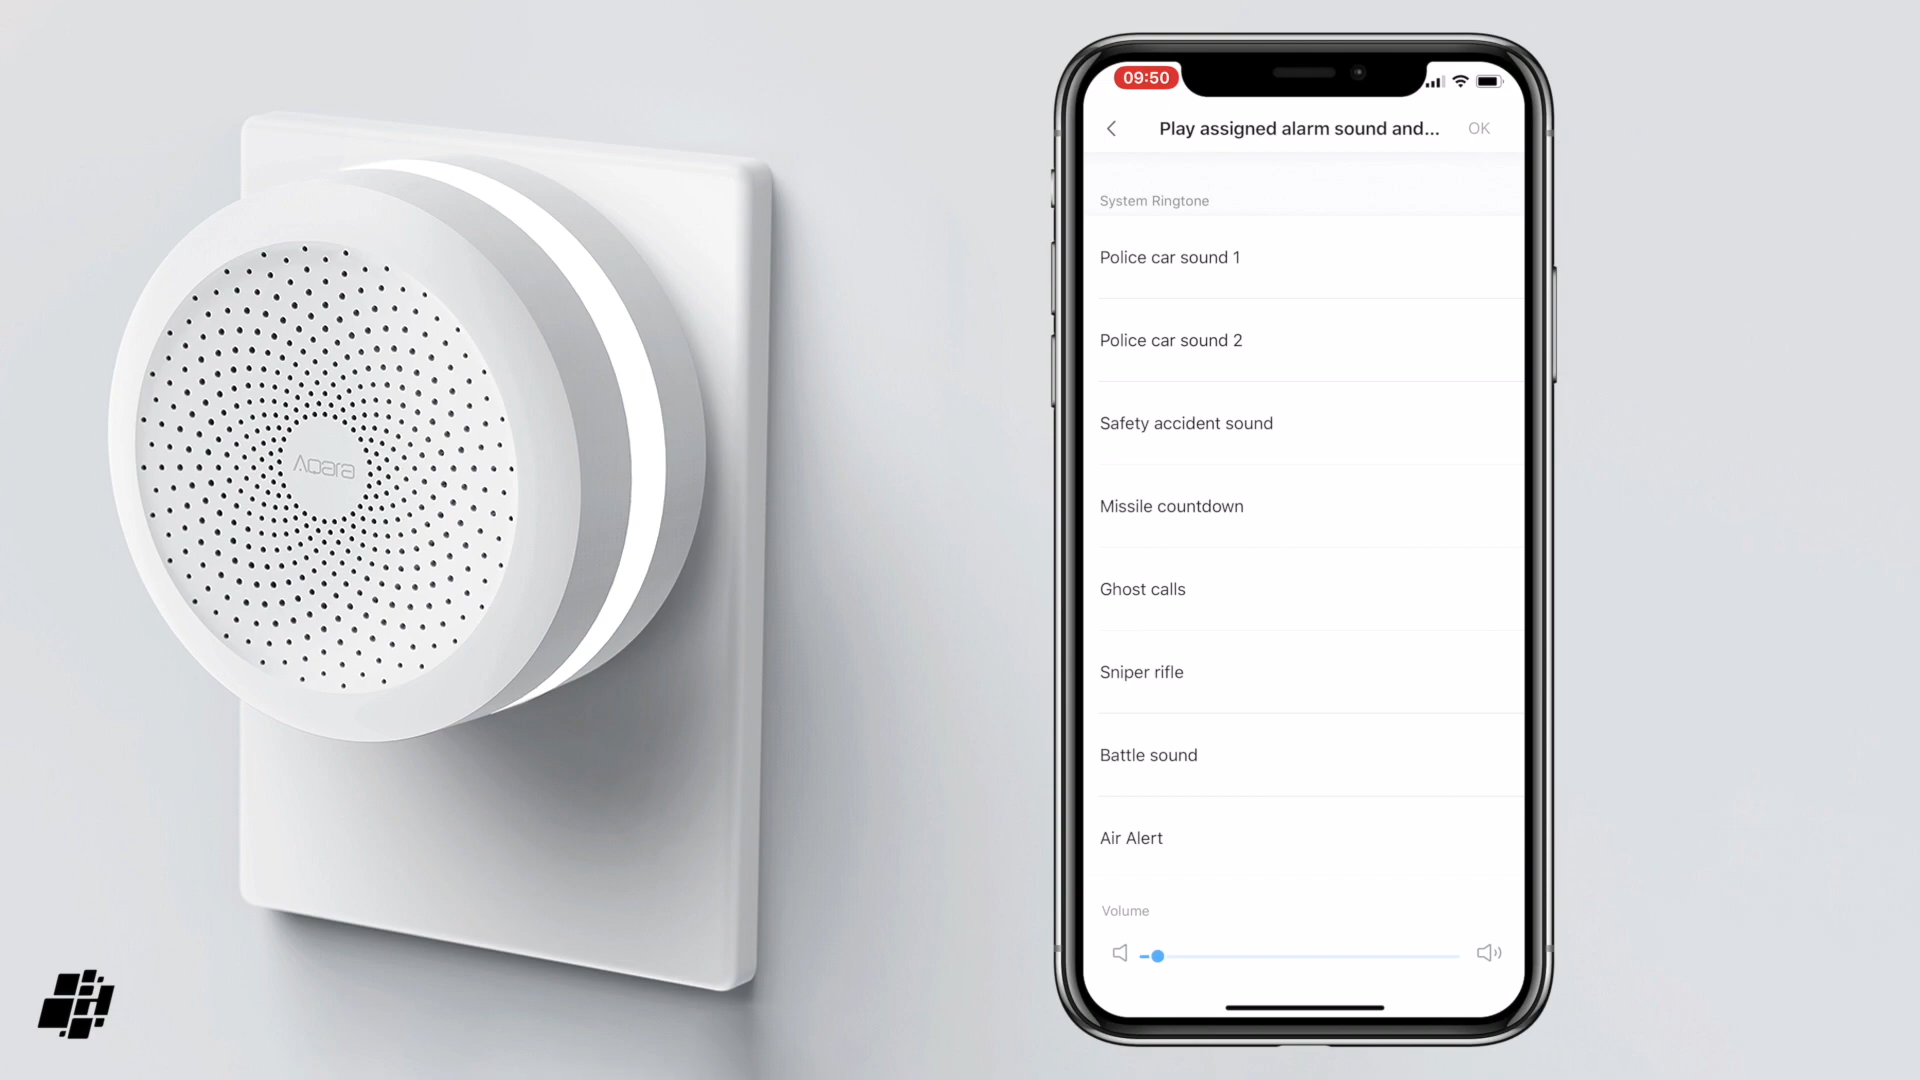 Aqara
09:50
Play assigned alarm sound and...
OK
System Ringtone
Police car sound 1
Police car sound 2
Safety accident sound
Missile countdown
Ghost calls
Sniper rifle
Battle sound
Air Alert
Volume